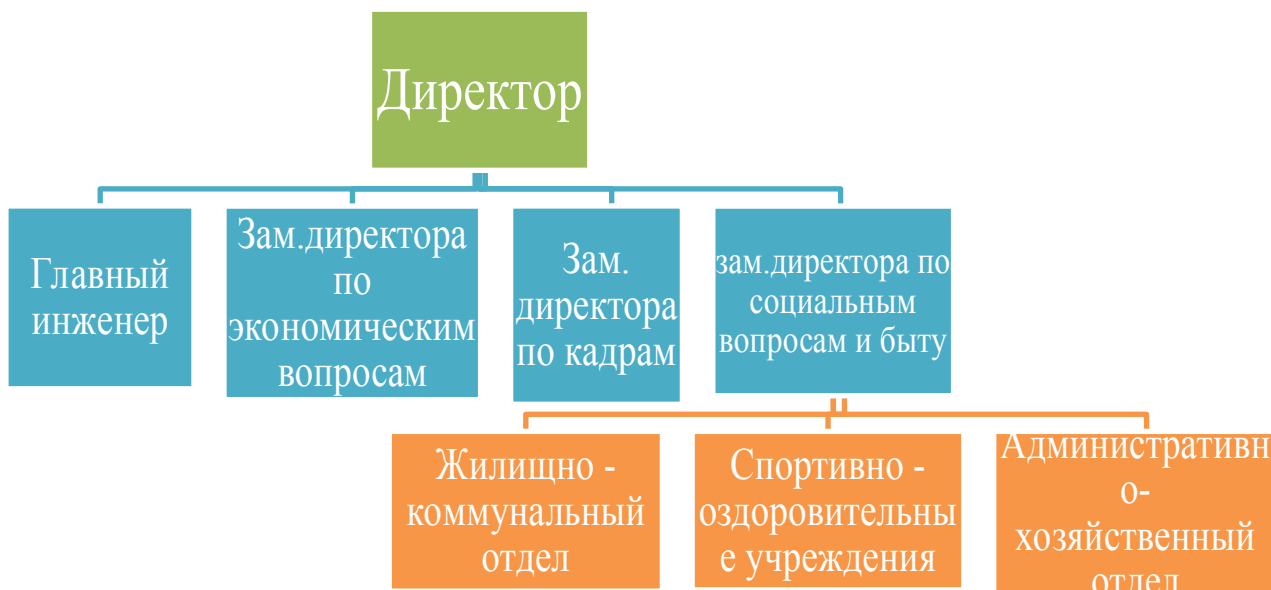 Директор
Главный
инженер
Зам.директора
по
экономическим
вопросам
Зам.
директора
по кадрам
зам.директора по
социальным
вопросам и быту
Жилищно -
коммунальный
отдел
Спортивно -
оздоровительны
е учреждения
Административн
о-
хозяйственный
отдел